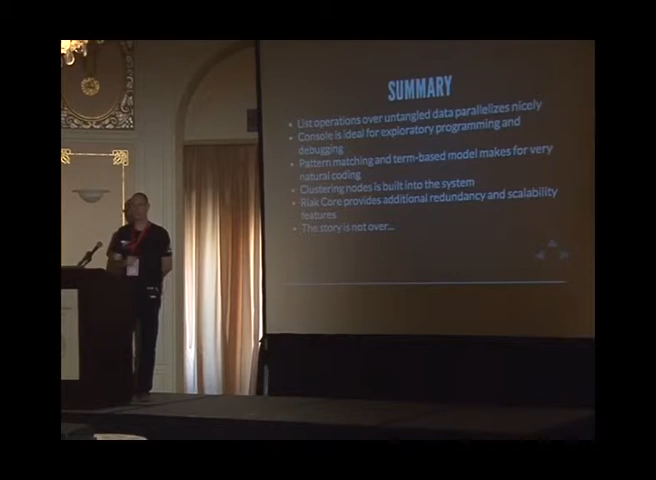 SUMMARY
List operations over untangled data parallelizes nicely
Console is ideal for exploratory programming and
debugging
Pattern matching and term-based model makes for very
natural coding
Clustering nodes is built into the system
Riak Core provides additional redundancy and scalability
features
The story is not over...